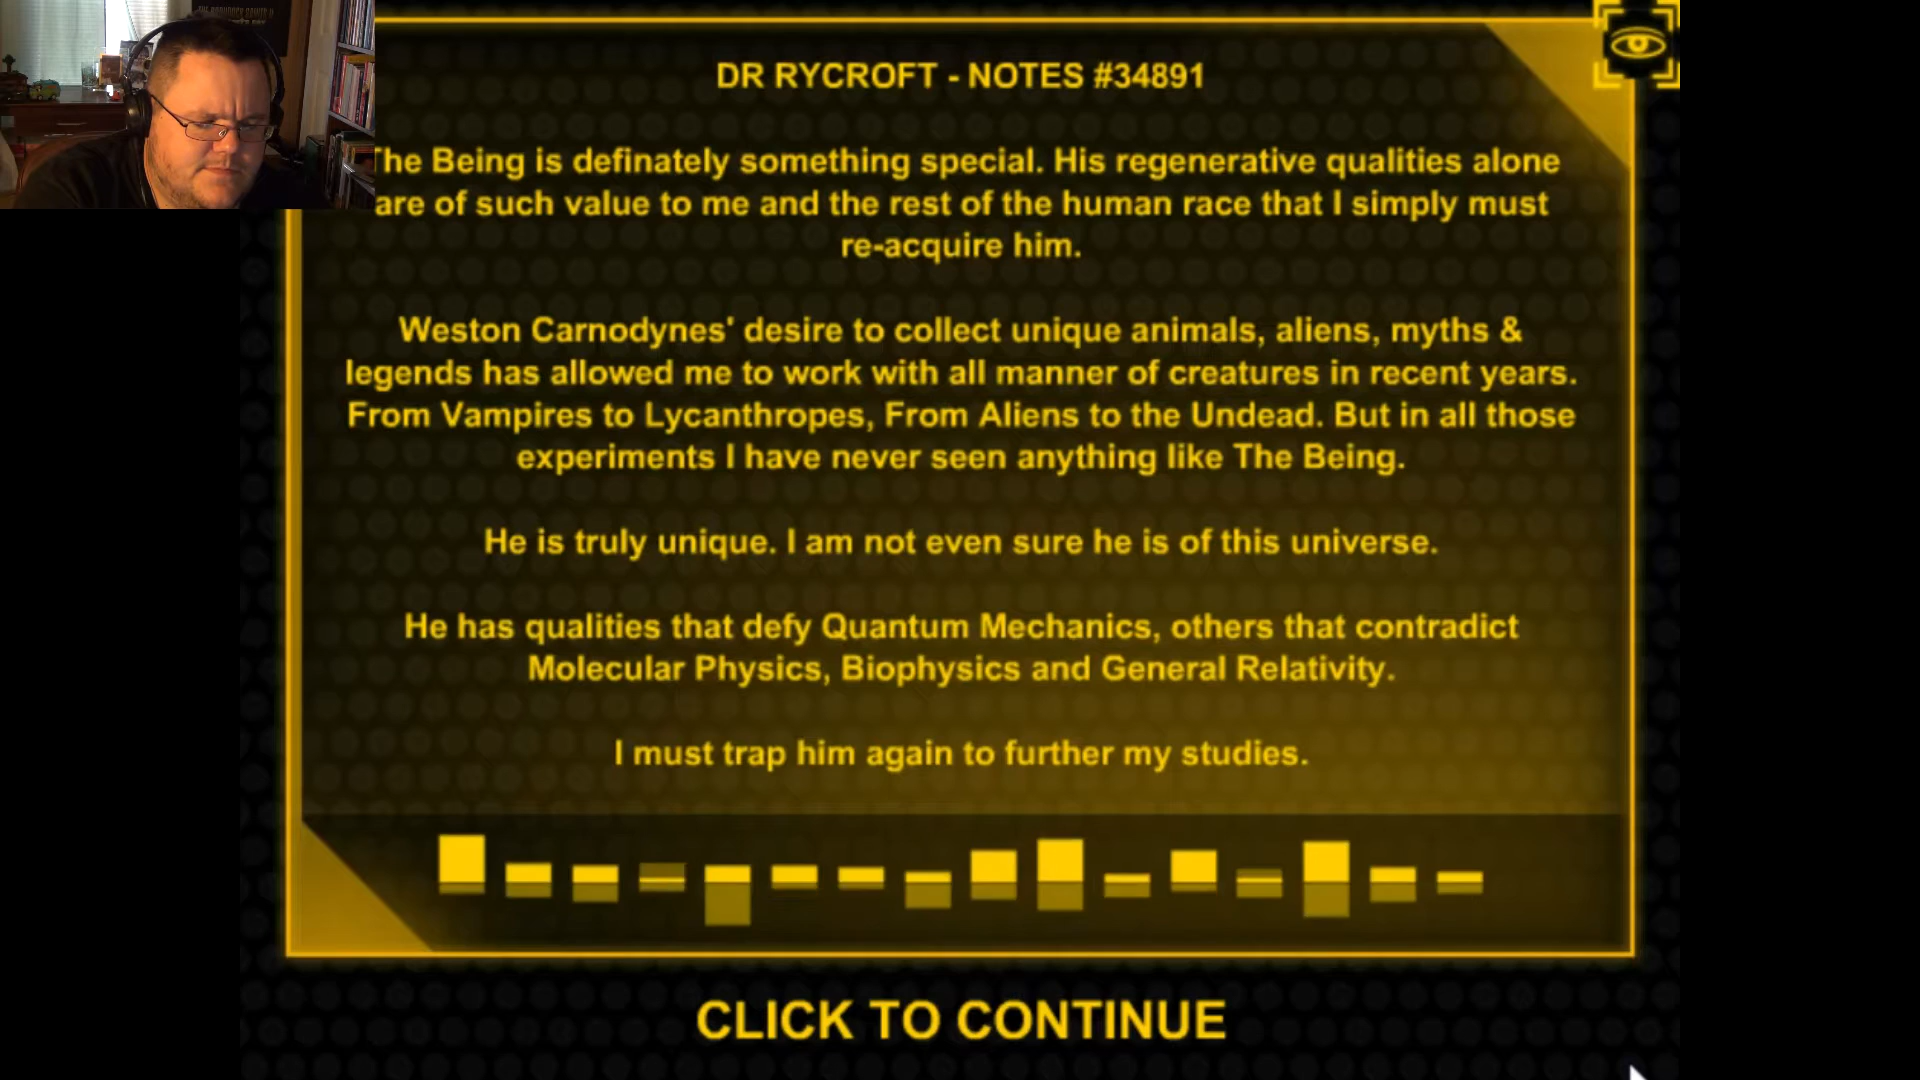 DR RYCROFT - NOTES #34891
The Being is definately something special. His regenerative qualities alone
are of such value to me and the rest of the human race that I simply must
re-acquire him.
Weston Carnodynes' desire to collect unique animals, aliens, myths &
legends has allowed me to work with all manner of creatures in recent years.
From Vampires to Lycanthropes, From Aliens to the Undead. But in all those
experiments I have never seen anything like The Being.
He is truly unique. I am not even sure he is of this universe.
He has qualities that defy Quantum Mechanics, others that contradict
Molecular Physics, Biophysics and General Relativity.
I must trap him again to further my studies.
CLICK TO CONTINUE